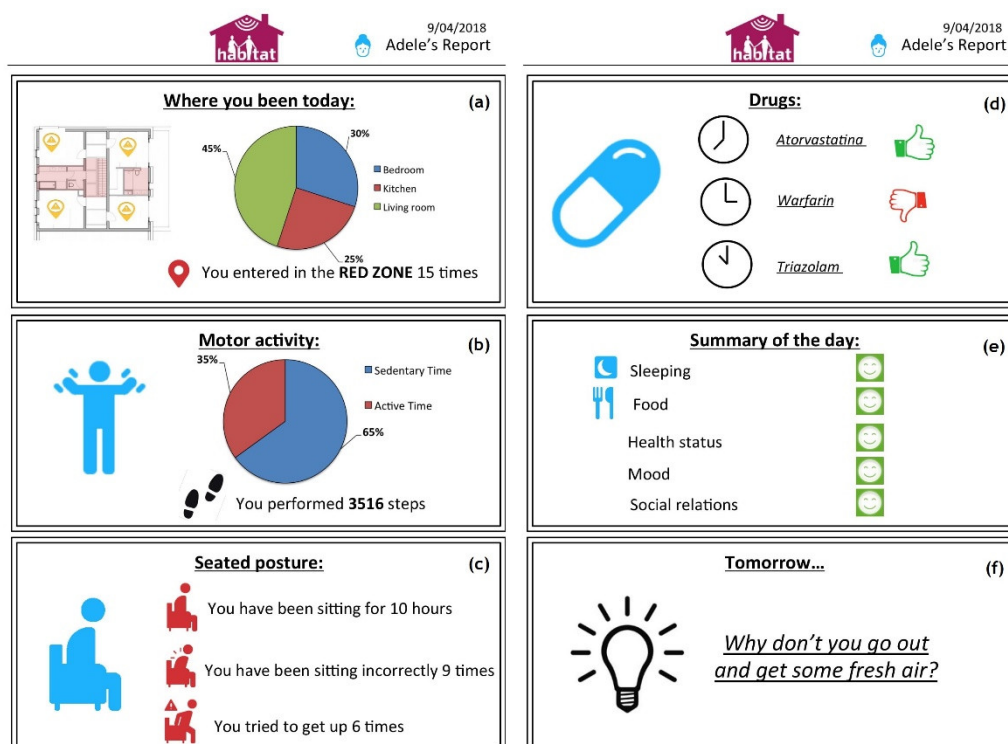 habitat
9/04/2018
Adele's Report
Where you been today:
(a)
45%
30%
25%
Bedroom
Kitchen
Living room
You entered in the RED ZONE 15 times
Motor activity:
(b)
35%
65%
Sedentary Time
Active Time
You performed 3516 steps
Seated posture:
(c)
You have been sitting for 10 hours
You have been sitting incorrectly 9 times
You tried to get up 6 times
habitat
9/04/2018
Adele's Report
Drugs:
(d)
Atorvastatina
Warfarin
Triazolam
Summary of the day:
(e)
Sleeping
Food
Health status
Mood
Social relations
Tomorrow...
(f)
Why don't you go out
and get some fresh air?